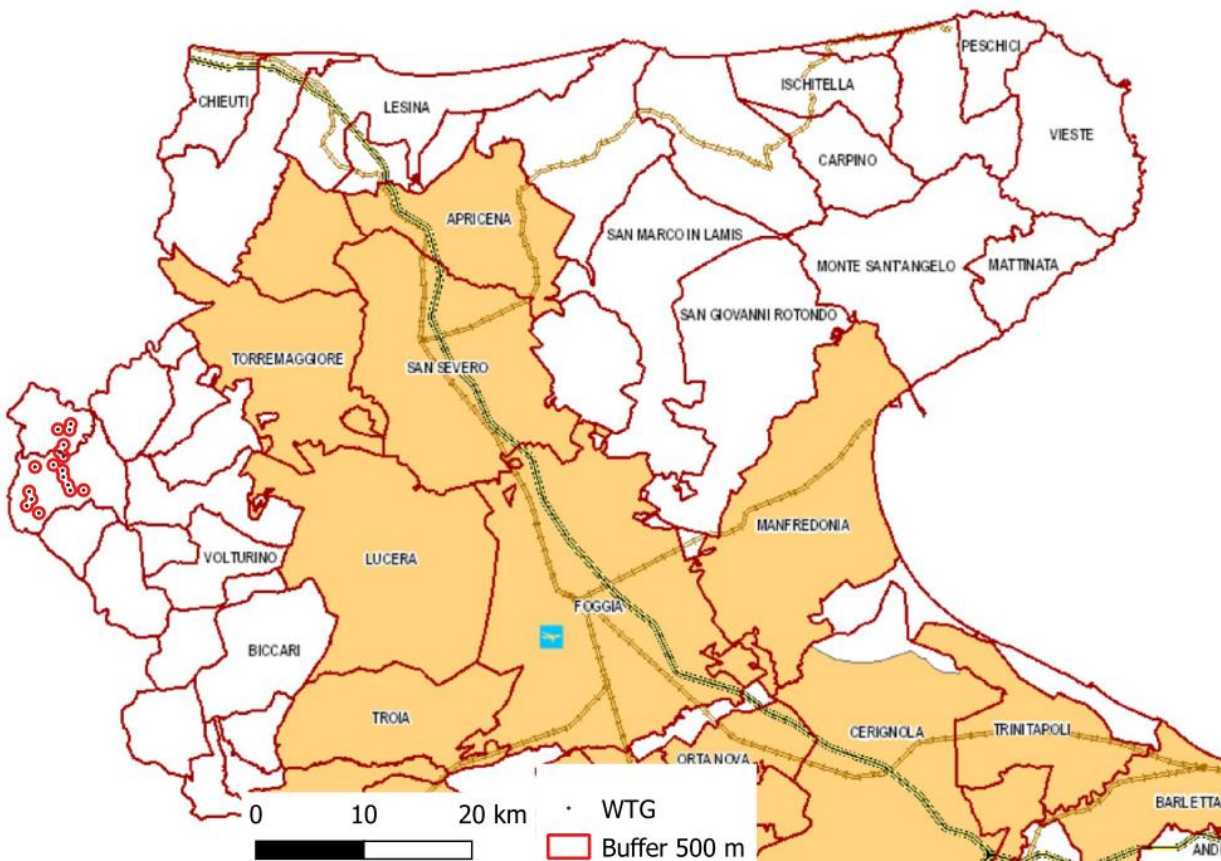 PESCHICI
ISCHITELLA
CHIEUTI
LESINA
VIESTE
CARPINO
APRICENA
SAN MARCO IN LAMIS
MONTE SANT'ANGELO
MATTINATA
SAN GIOVANNI ROTONDO
TORREMAGGIORE
SAN SEVERO
MANFREDONIA
VOLTURINO
LUCERA
FOGGIA
BICCARI
TROIA
CERIGNOLA
TRINITAPOLI
ORTA NOVA
BARLETTA
0 10 20 km
WTG
Buffer 500 m
AND